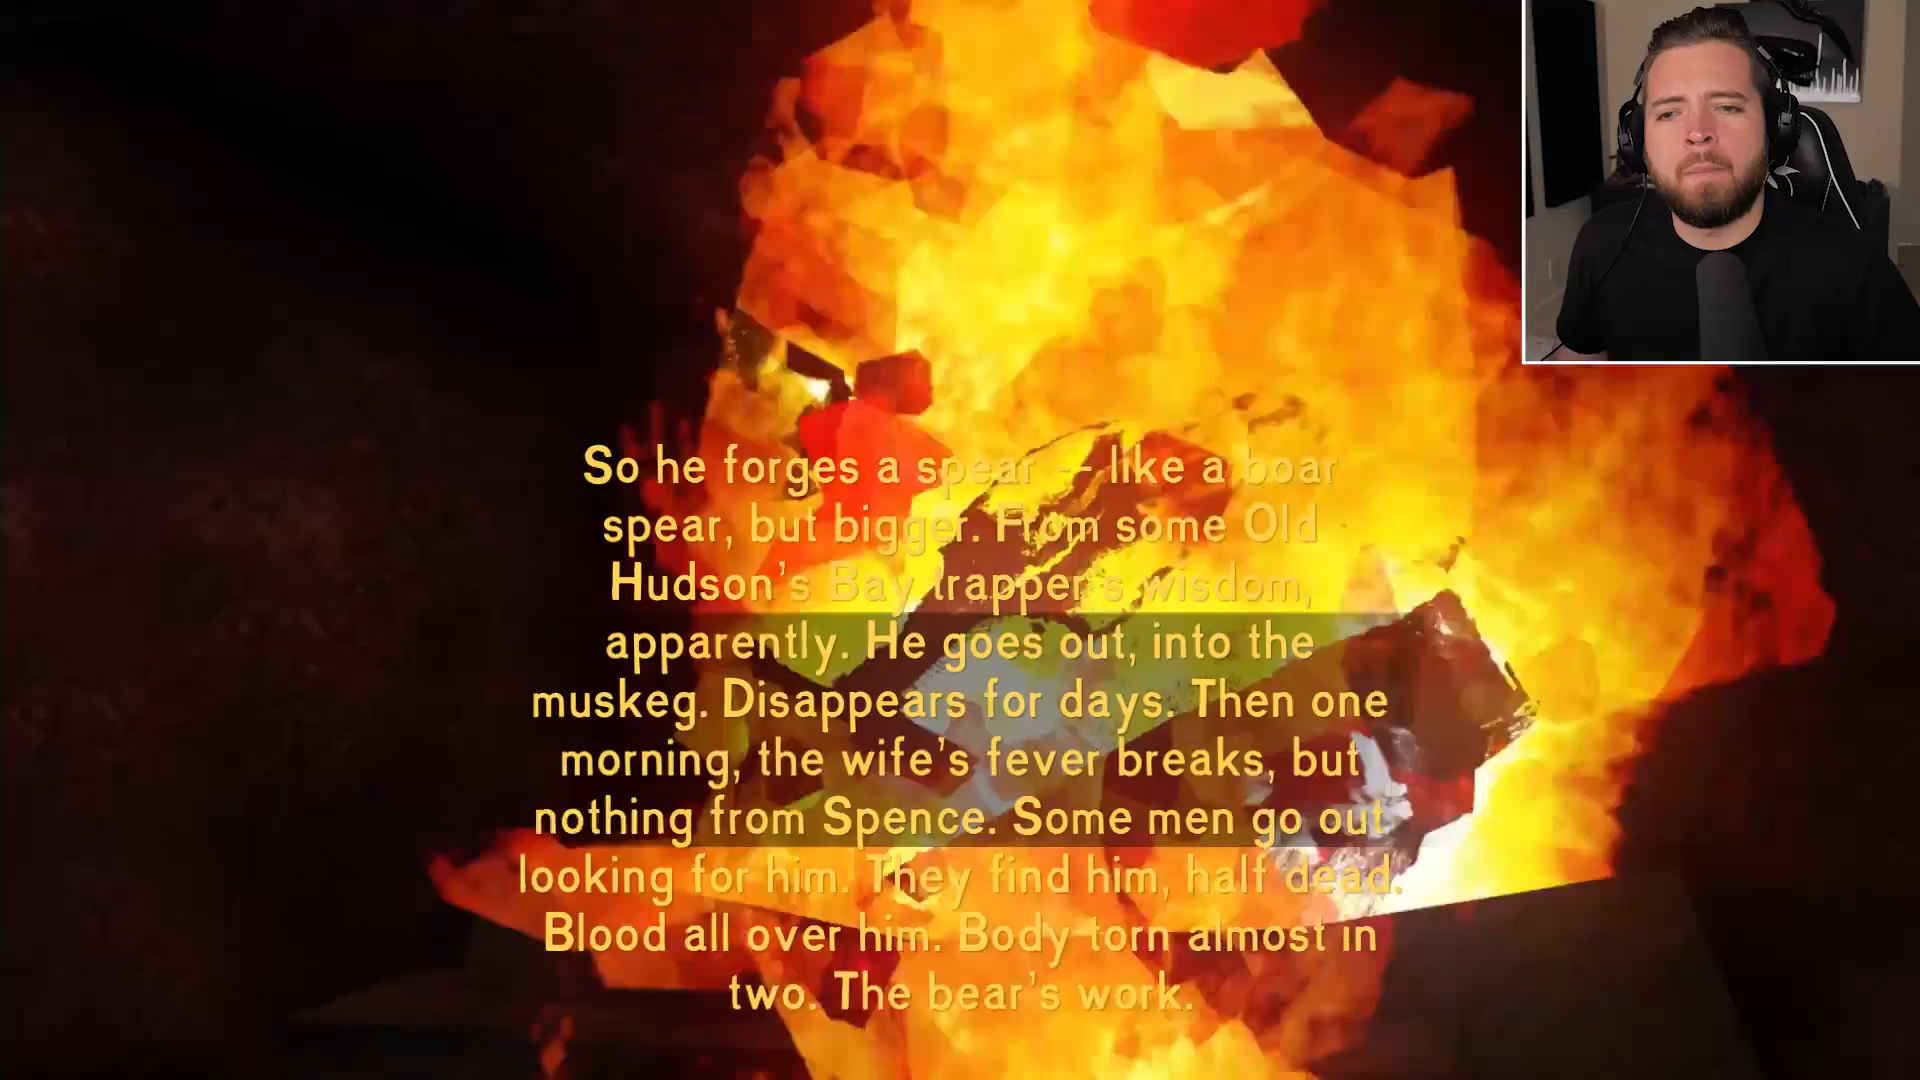 So he forges a spear -- like a boar
spear, but bigger. From some Old
Hudson's Bay trapper's wisdom,
apparently. He goes out, into the
muskeg. Disappears for days. Then one
morning, the wife's fever breaks, but
nothing from Spence. Some men go out
looking for him. They find him, half dead.
Blood all over him. Body torn almost in
two. The bear's work.